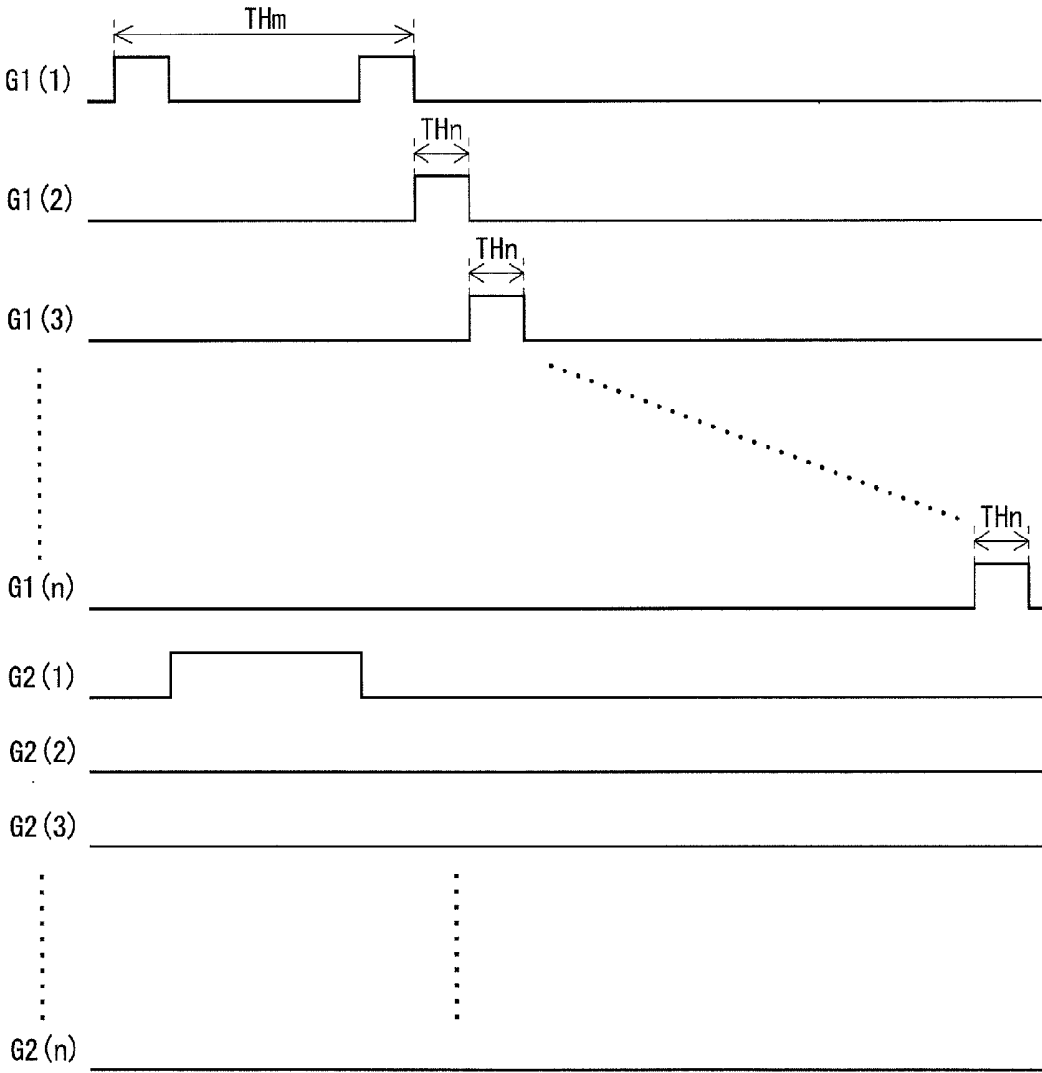 THm
G1(1)
THn
G1(2)
THn
G1(3)
THn
G1(n)
G2(1)
G2(2)
G2(3)
G2(n)